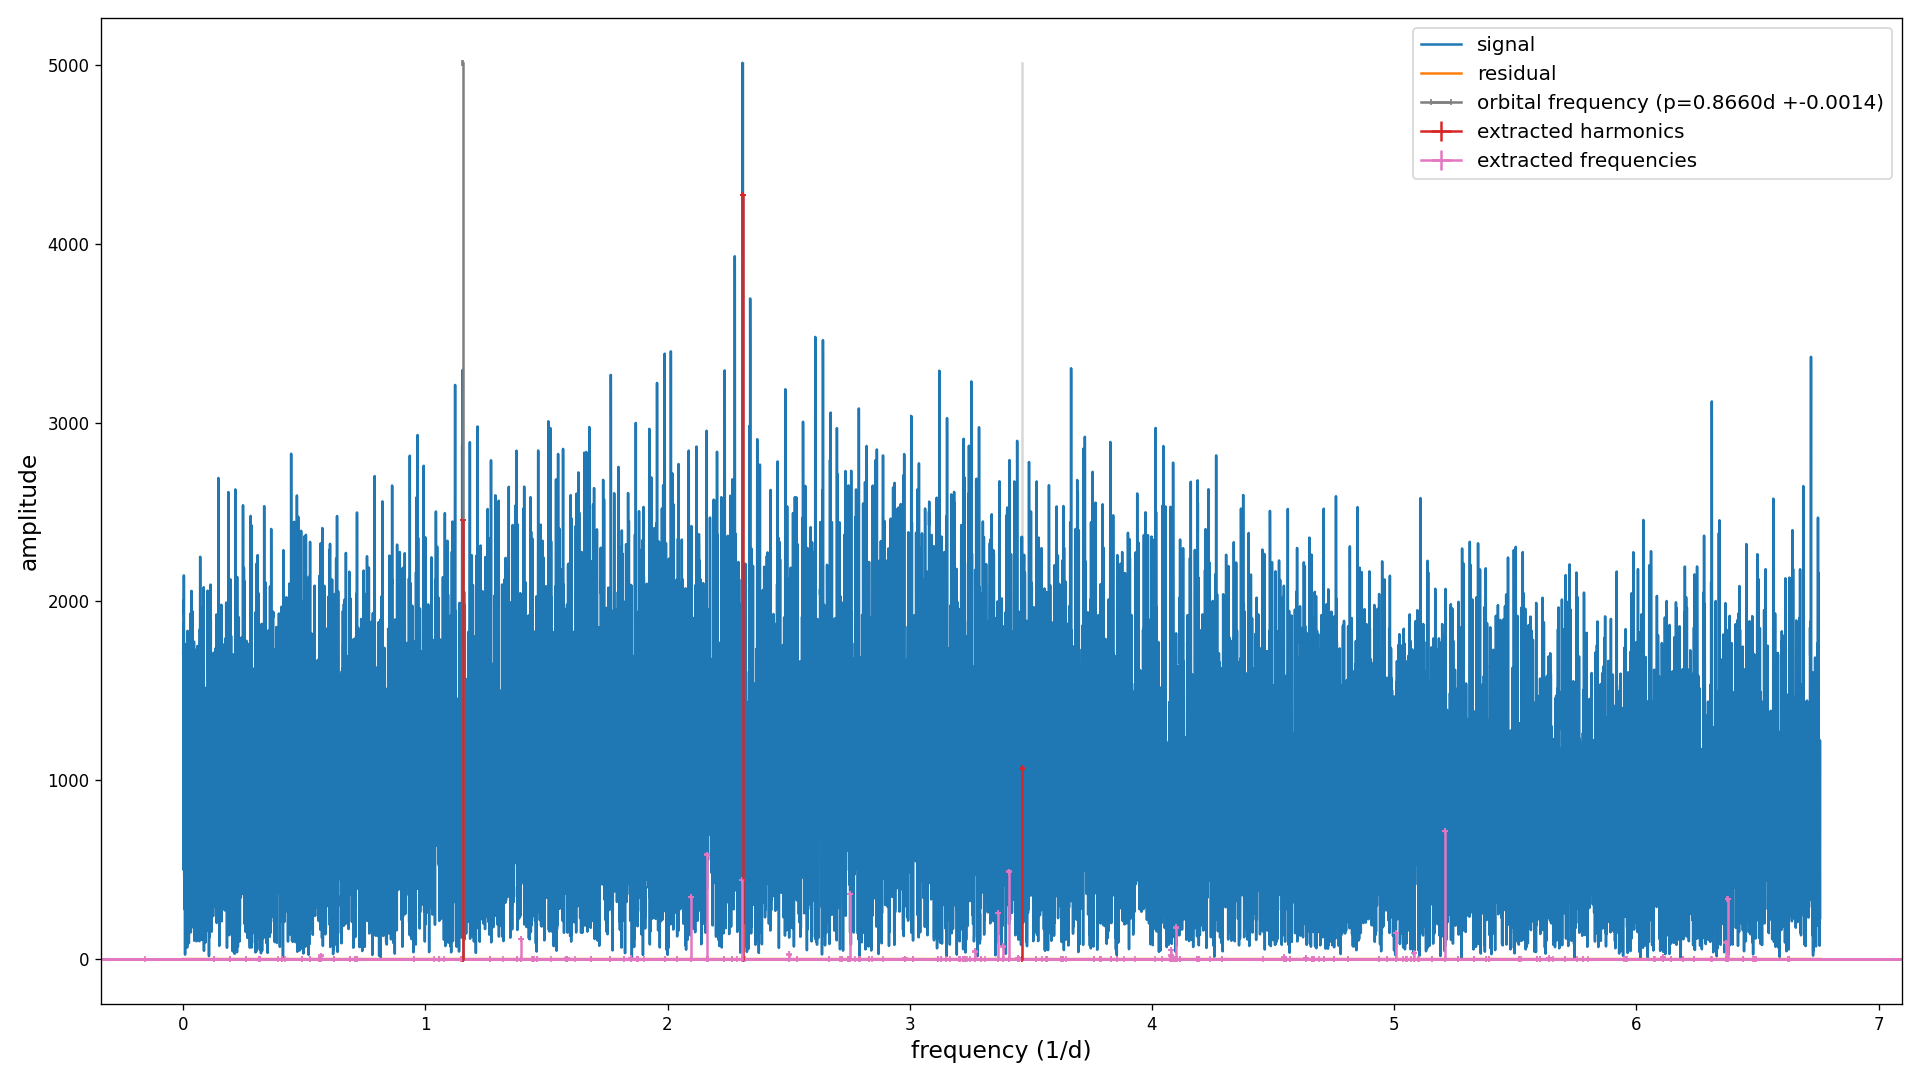 signal
residual
orbital frequency (p=0.8660d +-0.0014)
extracted harmonics
extracted frequencies
5000
4000
3000
2000
1000
0
amplitude
0 1 2 3 4 5 6 7
frequency (1/d)